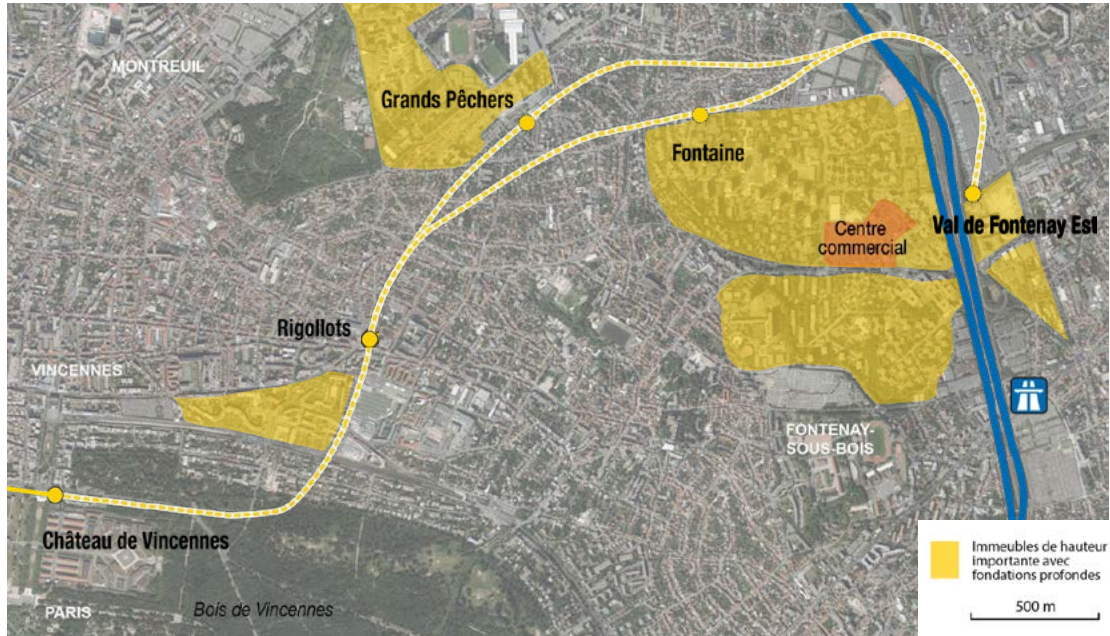 MONTREUIL
Grands Pêchers
Fontaine
Val de Fontenay Est
Centre
commercial
Rigollots
VINCENNES
FONTENAY-
SOUS-BOIS
Château de Vincennes
Bois de Vincennes
PARIS
Immeubles de hauteur
importante avec
fondations profondes
500 m